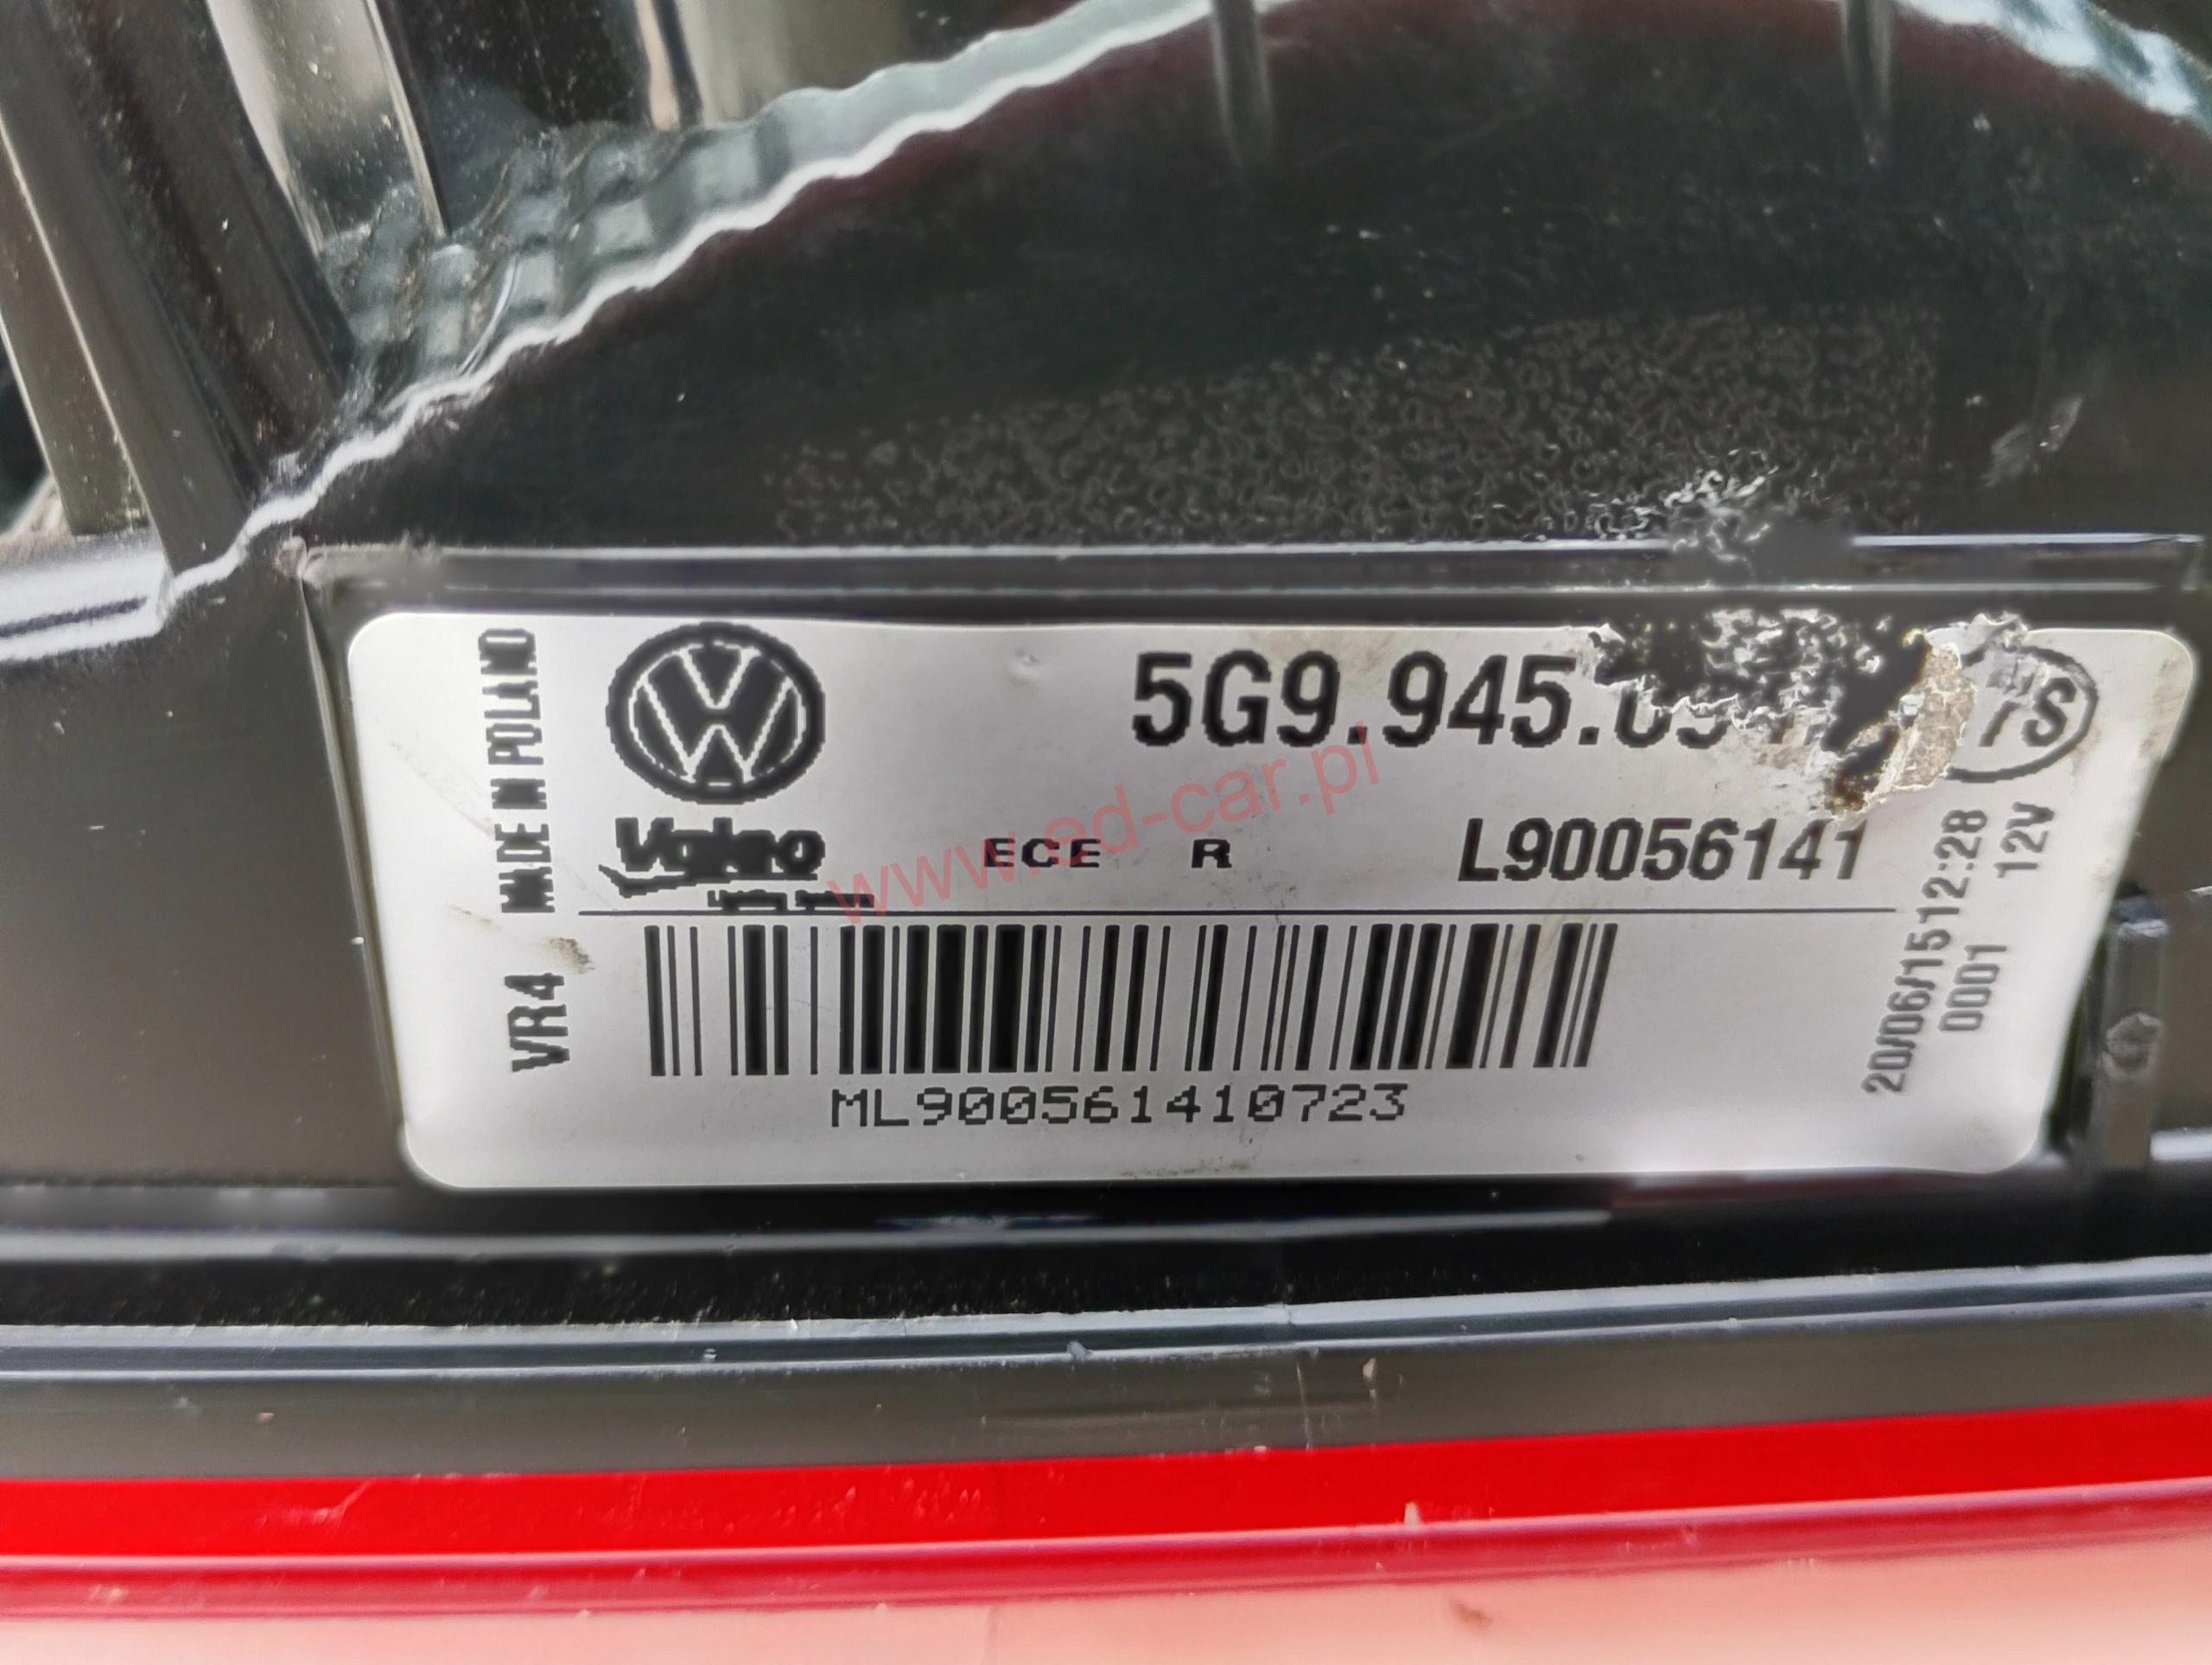 MADE IN POLAND
VR4
5G9.945.
Valeo
ECE R L90056141
ML900561410723
20/06/15 12:28
0001 12V
www.ed-car.pl